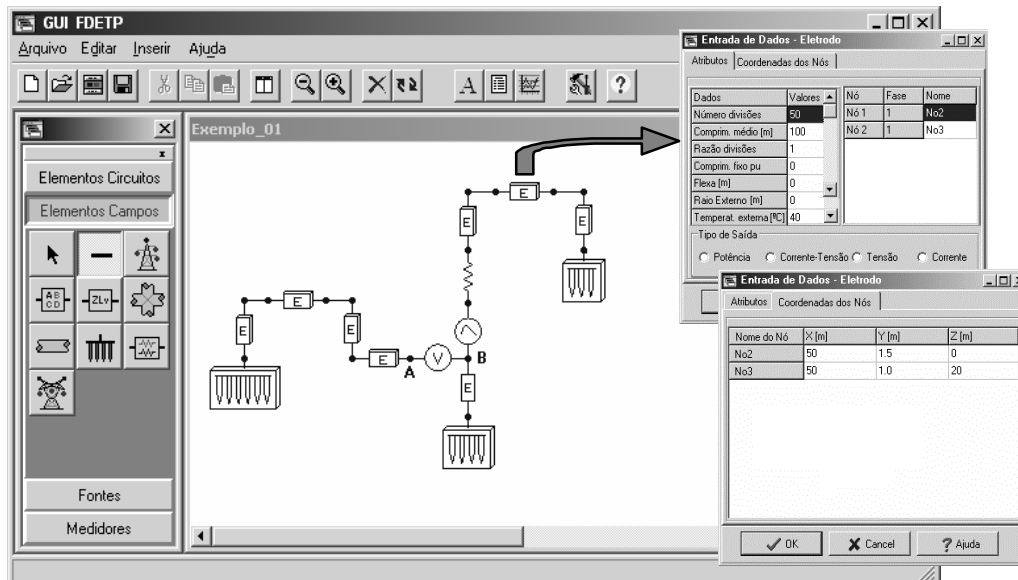 GUI FDETP
Arquivo Editar Inserir Ajuda
Exemplo_01
Elementos Circuitos
Elementos Campos
AB
CD
ZLv
Fontes
Medidores
E
E
E
E
E
E
E
E
V
A
B
Entrada de Dados - Eletrodo
Atributos Coordenadas dos Nós
Dados Valores
Número divisões 50
Comprim. médio [m] 100
Razão divisões 1
Comprim. fixo pu 0
Flexa [m] 0
Raio Externo [m] 0
Temperat. externa [ºC] 40
Nó Fase Nome
Nó 1 1 No2
Nó 2 1 No3
Tipo de Saída
Potência Corrente-Tensão Tensão Corrente
Entrada de Dados - Eletrodo
Atributos Coordenadas dos Nós
Nome do Nó X [m] Y [m] Z [m]
No2 50 1.5 0
No3 50 1.0 20
OK Cancel ? Ajuda